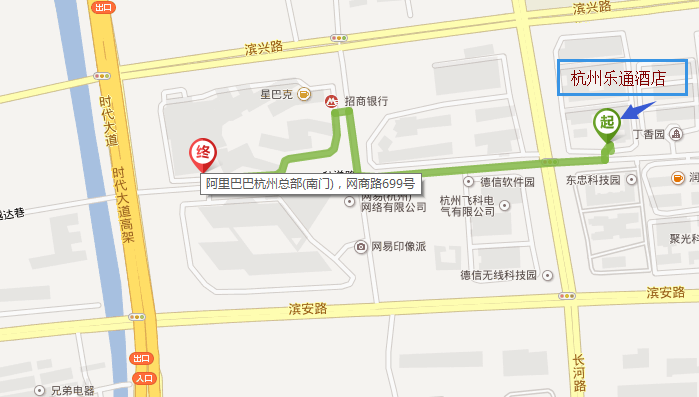 出口
滨兴路
滨兴路
杭州乐通酒店
星巴克
招商银行
时代大道
起
丁香园
终
时代大道高架
阿里巴巴杭州总部(南门)，网商路699号
德信软件园
东忠科技园
网易(杭州)
网络有限公司
杭州飞科电
气有限公司
网易印像派
聚光科
德信无线科技园
滨安路
滨安路
出口
入口
长河路
兄弟电器